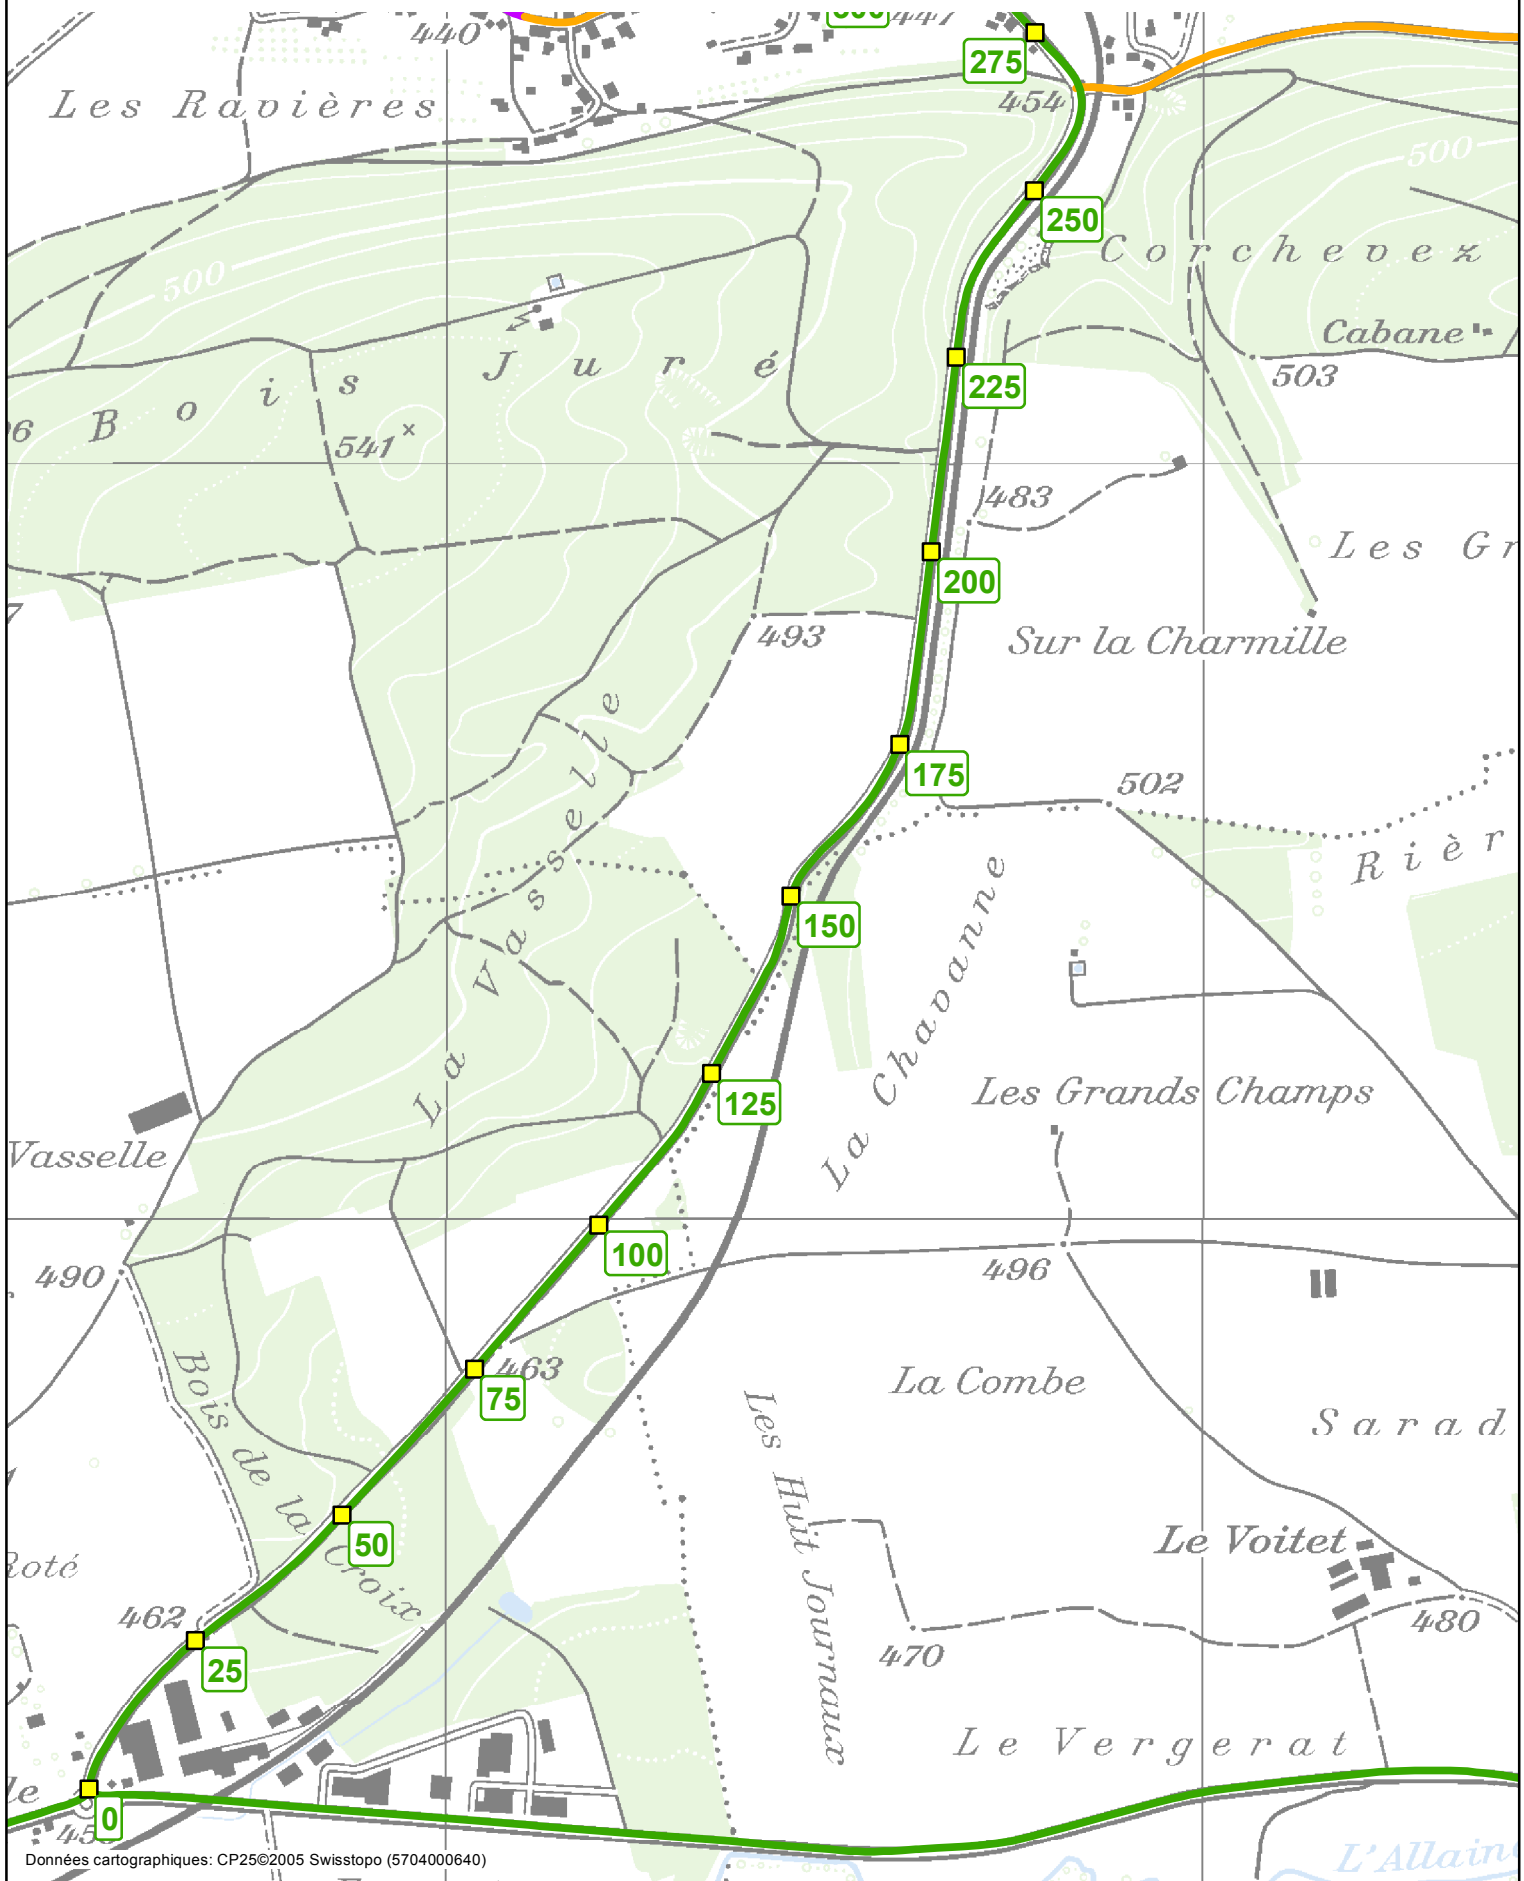 440
447
275
454
Les Ravières
500
250
Corchevez
500
Cabane
503
225
Bois Juré
541
483
200
Les Gr
493
Sur la Charmille
175
502
Rièr
150
La Vasselle
La Chavanne
125
Les Grands Champs
Vasselle
100
490
496
463
75
La Combe
Sarad
Bois de la Croix
Les Huit Journaux
50
Le Voitet
462
480
25
470
Le Vergerat
0
L'Allain
Données cartographiques: CP25©2005 Swisstopo (5704000640)